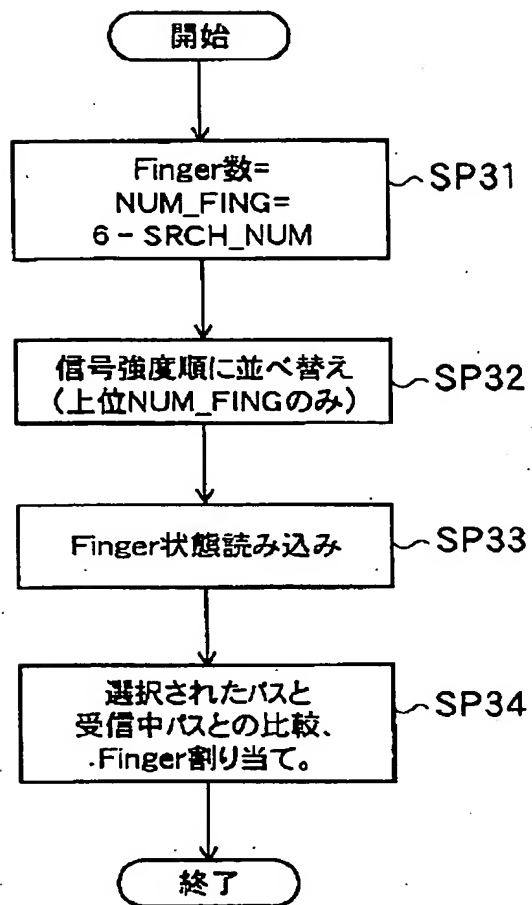 開始
Finger数=
NUM_FING=
6 - SRCH_NUM
SP31
信号強度順に並べ替え
(上位NUM_FINGのみ)
SP32
Finger状態読み込み
SP33
選択されたパスと
受信中パスとの比較、
Finger割り当て。
SP34
終了